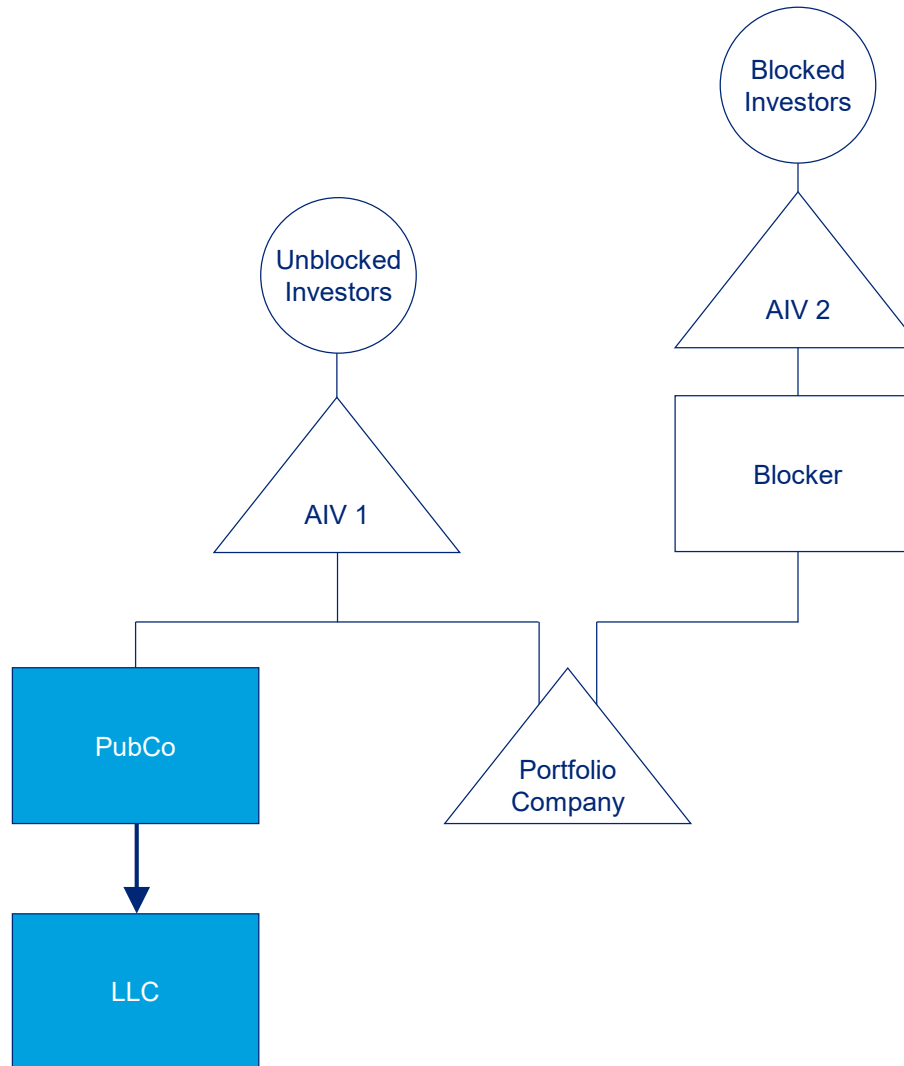 Blocked
Investors
Unblocked
Investors
AIV 2
Blocker
AIV 1
PubCo
Portfolio
Company
LLC